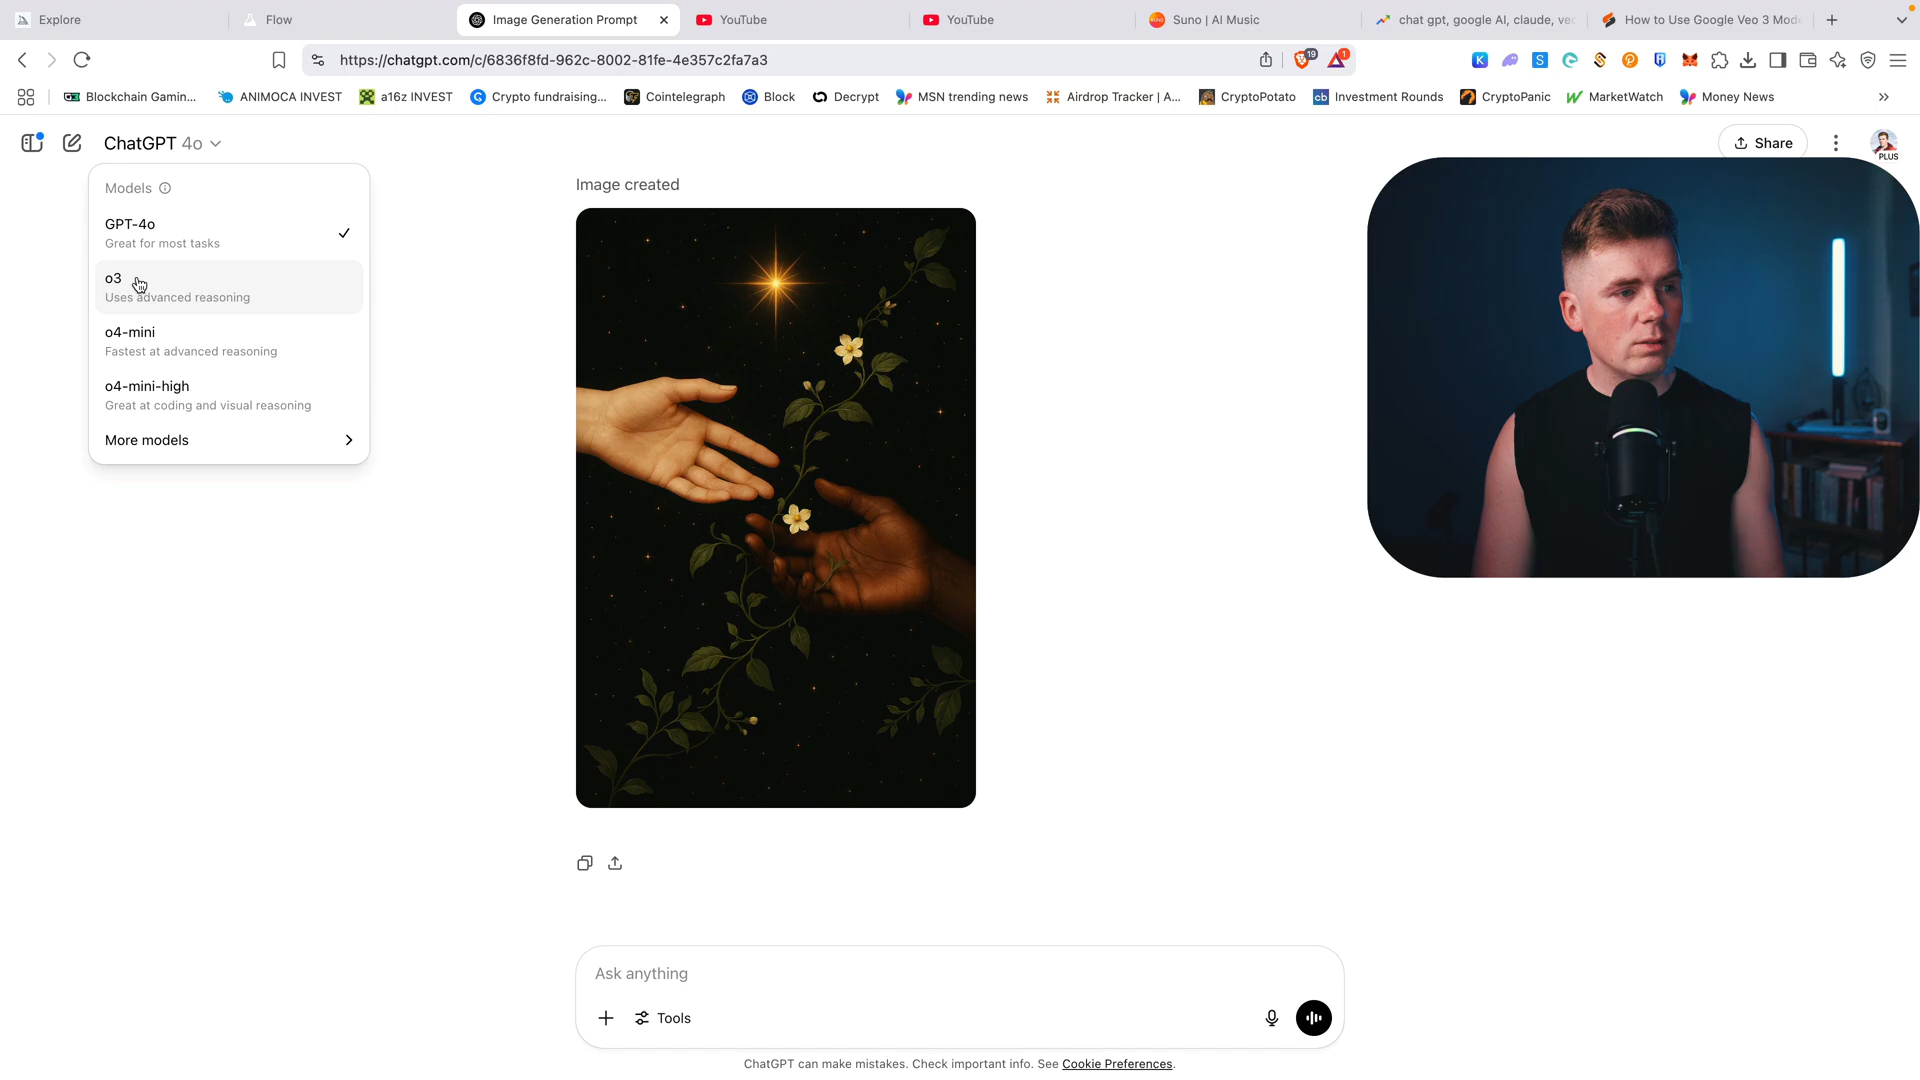 Explore
Flow
Image Generation Prompt
YouTube
YouTube
Suno | AI Music
chat gpt, google AI, claude, vec
How to Use Google Veo 3 Mode
https://chatgpt.com/c/6836f8fd-962c-8002-81fe-4e357c2fa7a3
19
1
Blockchain Gamin...
ANIMOCA INVEST
a16z INVEST
Crypto fundraising...
Cointelegraph
Block
Decrypt
MSN trending news
Airdrop Tracker | A...
CryptoPotato
Investment Rounds
CryptoPanic
MarketWatch
Money News
ChatGPT 4o
Share
PLUS
Models
GPT-4o
Great for most tasks
o3
Uses advanced reasoning
o4-mini
Fastest at advanced reasoning
o4-mini-high
Great at coding and visual reasoning
More models
Image created
Ask anything
Tools
ChatGPT can make mistakes. Check important info. See Cookie Preferences.